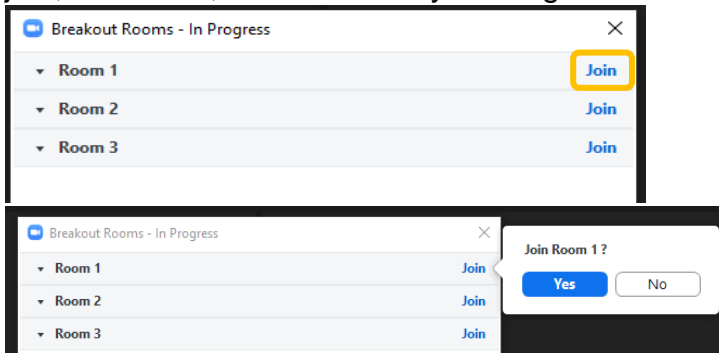 Breakout Rooms - In Progress
Room 1 Join
Room 2 Join
Room 3 Join
Breakout Rooms - In Progress
Room 1 Join
Room 2 Join
Room 3 Join
Join Room 1 ?
Yes No